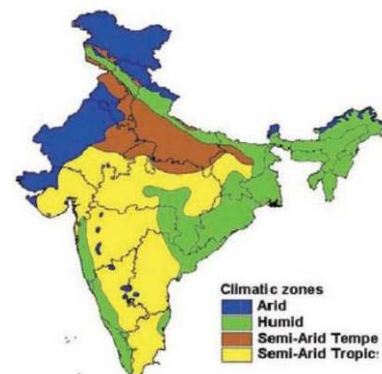 Climatic zones
Arid
Humid
Semi-Arid Tempe
Semi-Arid Tropic